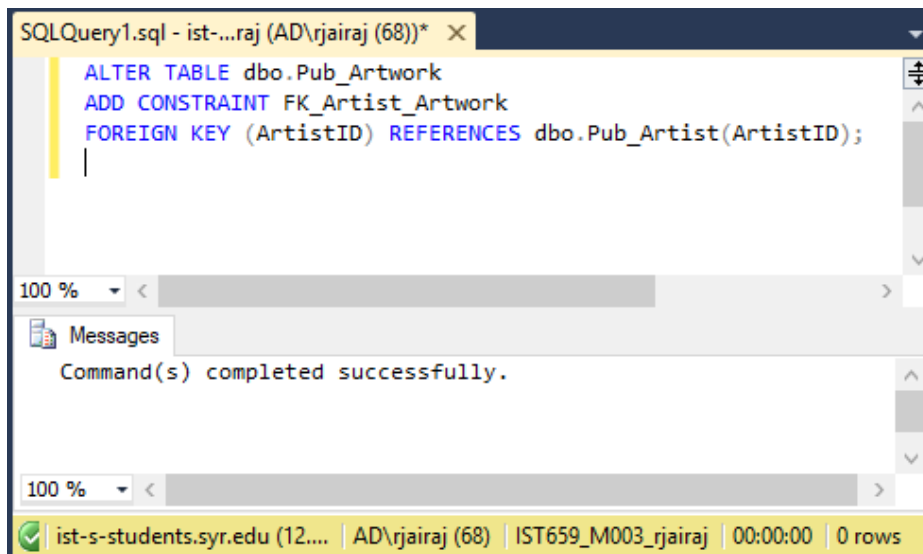 SQLQuery1.sql - ist-...raj (AD\rjairaj (68))*
ALTER TABLE dbo.Pub_Artwork
ADD CONSTRAINT FK_Artist_Artwork
FOREIGN KEY (ArtistID) REFERENCES dbo.Pub_Artist(ArtistID);
100 %
Messages
Command(s) completed successfully.
100 %
ist-s-students.syr.edu (12.... AD\rjairaj (68) IST659_M003_rjairaj 00:00:00 0 rows